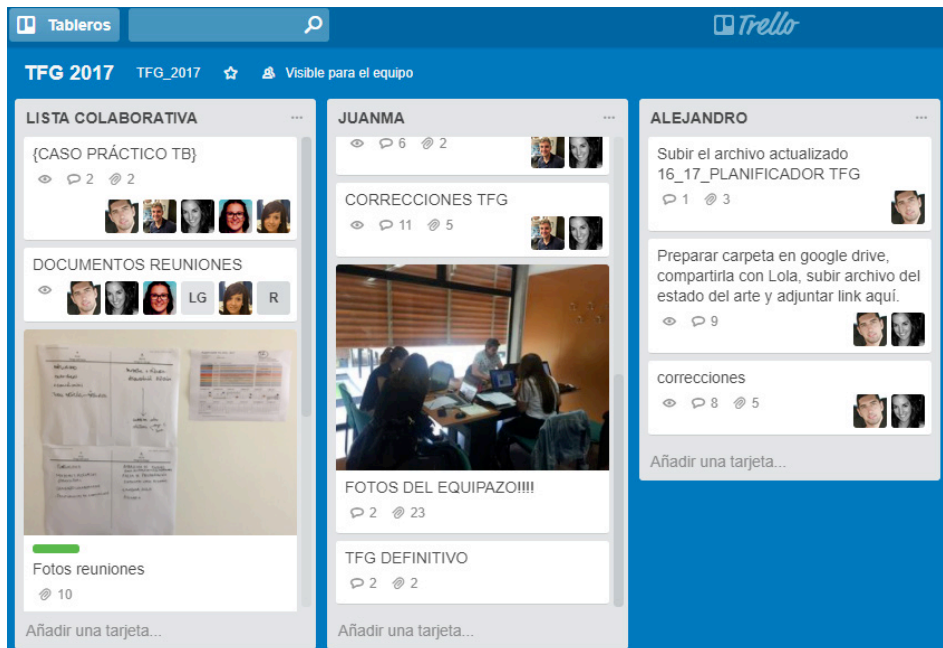 Tableros
Trello
TFG 2017 TFG_2017 Visible para el equipo
LISTA COLABORATIVA
{CASO PRÁCTICO TB}
2 2
DOCUMENTOS REUNIONES
LG R
Fotos reuniones
10
Añadir una tarjeta...
JUANMA
6 2
CORRECCIONES TFG
11 5
FOTOS DEL EQUIPAZO!!!!
2 23
TFG DEFINITIVO
2 2
Añadir una tarjeta...
ALEJANDRO
Subir el archivo actualizado
16_17_PLANIFICADOR TFG
1 3
Preparar carpeta en google drive,
compartirla con Lola, subir archivo del
estado del arte y adjuntar link aquí.
9
correcciones
8 5
Añadir una tarjeta...